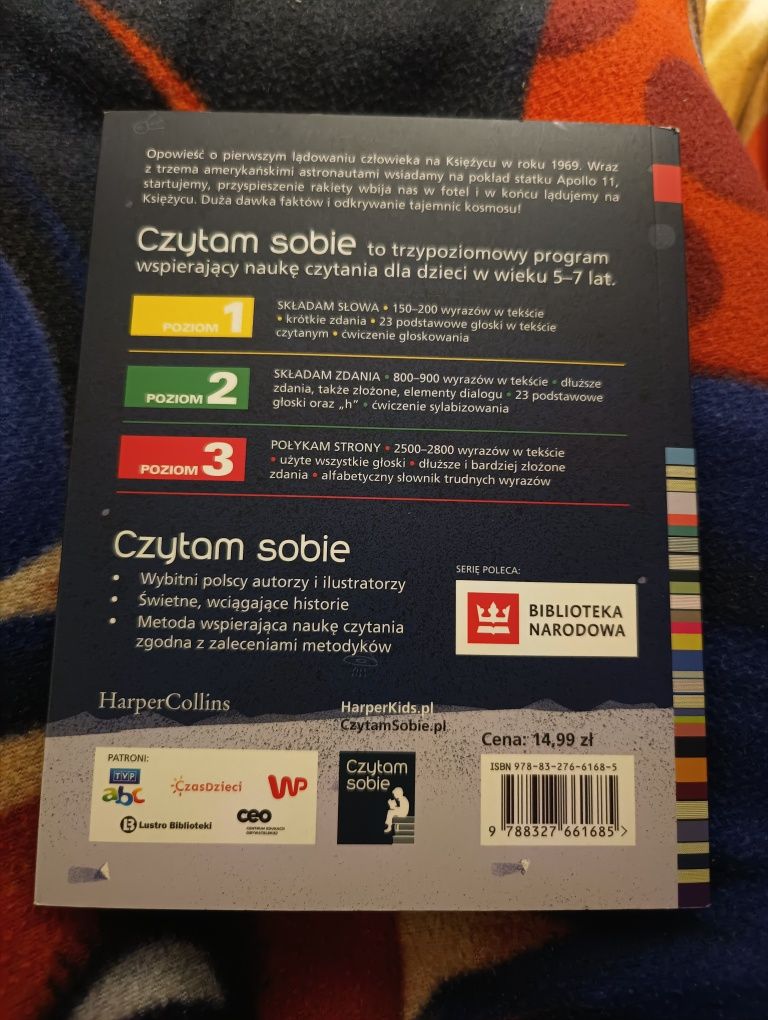 Opowieść o pierwszym lądowaniu człowieka na Księżycu w roku 1969. Wraz
z trzema amerykańskimi astronautami wsiadamy na pokład statku Apollo 11,
startujemy, przyspieszenie rakiety wbija nas w fotel i w końcu lądujemy na
Księżycu. Duża dawka faktów i odkrywanie tajemnic kosmosu!
Czytam sobie to trzypoziomowy program
wspierający naukę czytania dla dzieci w wieku 5–7 lat.
POZIOM 1
SKŁADAM SŁOWA • 150–200 wyrazów w tekście
• krótkie zdania • 23 podstawowe głoski w tekście
czytanym • ćwiczenie głoskowania
POZIOM 2
SKŁADAM ZDANIA • 800–900 wyrazów w tekście • dłuższe
zdania, także złożone, elementy dialogu • 23 podstawowe
głoski oraz „h” • ćwiczenie sylabizowania
POZIOM 3
POŁYKAM STRONY • 2500–2800 wyrazów w tekście
• użyte wszystkie głoski • dłuższe i bardziej złożone
zdania • alfabetyczny słownik trudnych wyrazów
Czytam sobie
• Wybitni polscy autorzy i ilustratorzy
• Świetne, wciągające historie
• Metoda wspierająca naukę czytania
zgodna z zaleceniami metodyków
SERIĘ POLECA:
BIBLIOTEKA
NARODOWA
HarperCollins
HarperKids.pl
CzytamSobie.pl
Cena: 14,99 zł
PATRONI:
TVP
abc
CzasDzieci
WP
Lustro Biblioteki
ceo
CENTRUM EDUKACJI
OBYWATELSKIEJ
Czytam
sobie
ISBN 978-83-276-6168-5
9 788327 661685 >